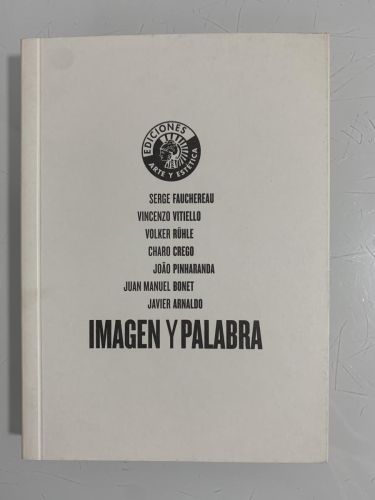 EDICIONES
ARTE Y ESTÉTICA
SERGE FAUCHEREAU
VINCENZO VITIELLO
VOLKER RÜHLE
CHARO CREGO
JOÃO PINHARANDA
JUAN MANUEL BONET
JAVIER ARNALDO
IMAGEN Y PALABRA